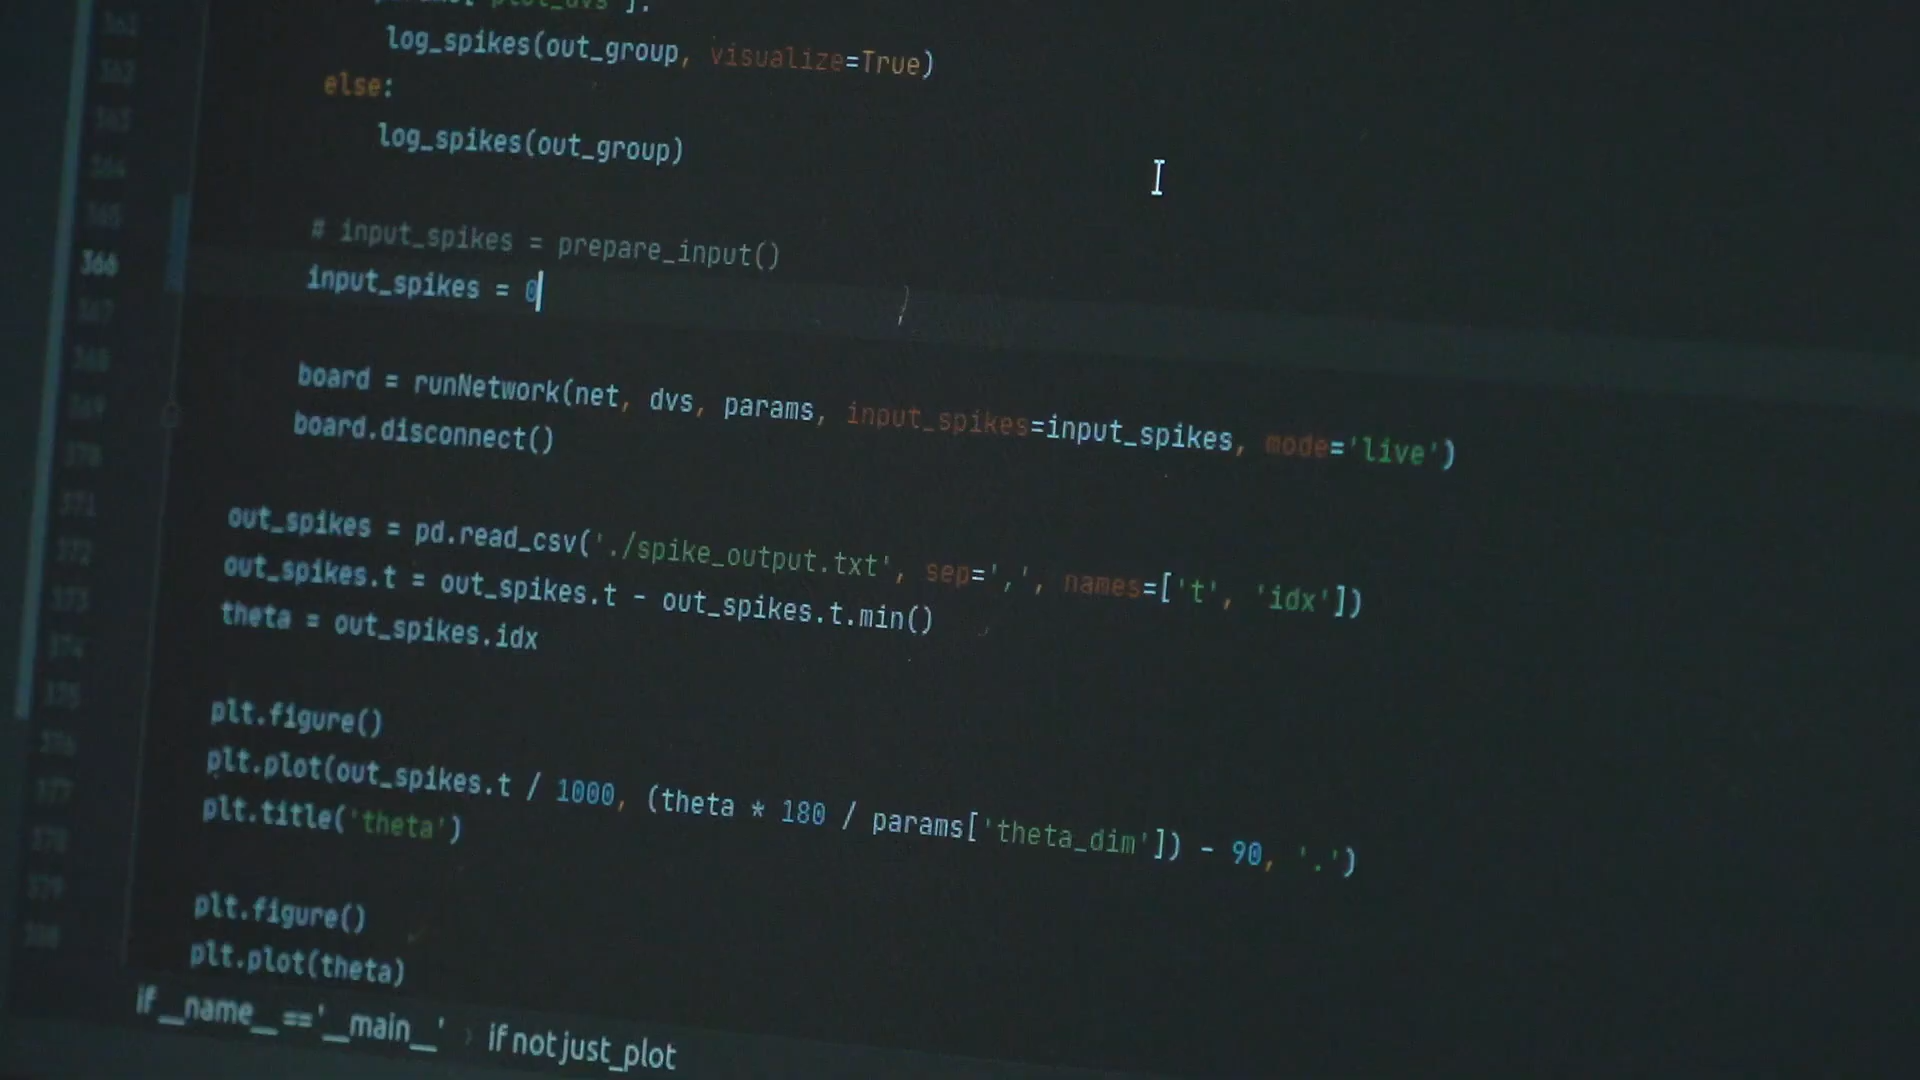 log_spikes(out_group, visualize=True)
else:
log_spikes(out_group)
# input_spikes = prepare_input()
366 input_spikes = 0
board = runNetwork(net, dvs, params, input_spikes=input_spikes, mode='live')
board.disconnect()
out_spikes = pd.read_csv('./spike_output.txt', sep=',', names=['t', 'idx'])
out_spikes.t = out_spikes.t - out_spikes.t.min()
theta = out_spikes.idx
plt.figure()
plt.plot(out_spikes.t / 1000, (theta * 180 / params['theta_dim']) - 90, '.')
plt.title('theta')
plt.figure()
plt.plot(theta)
if __name__ == '__main__' › if not just_plot